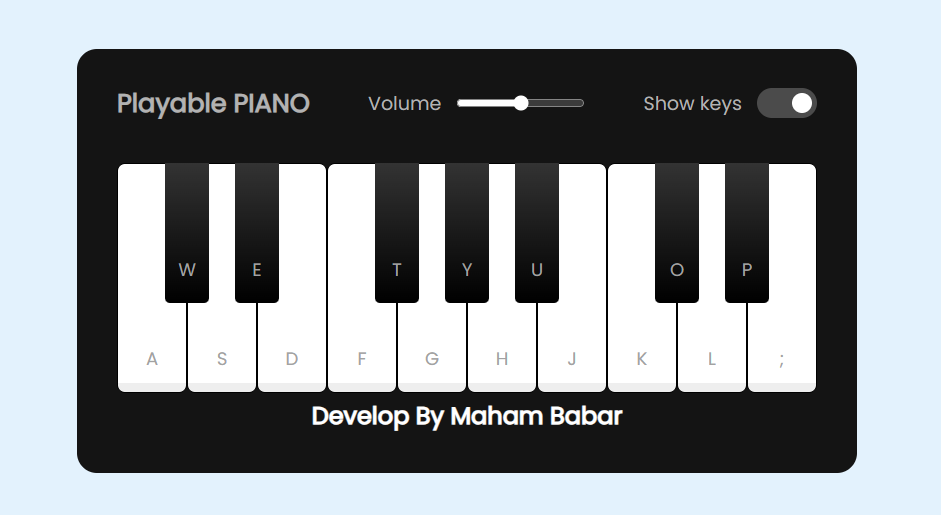 Playable PIANO Volume Show keys
W E T Y U O P
A S D F G H J K L ;
Develop By Maham Babar